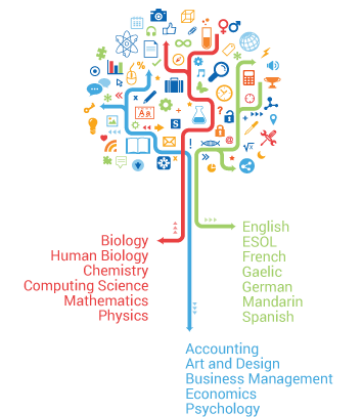 Aa
S
?
!
√
Biology
Human Biology
Chemistry
Computing Science
Mathematics
Physics
English
ESOL
French
Gaelic
German
Mandarin
Spanish
Accounting
Art and Design
Business Management
Economics
Psychology